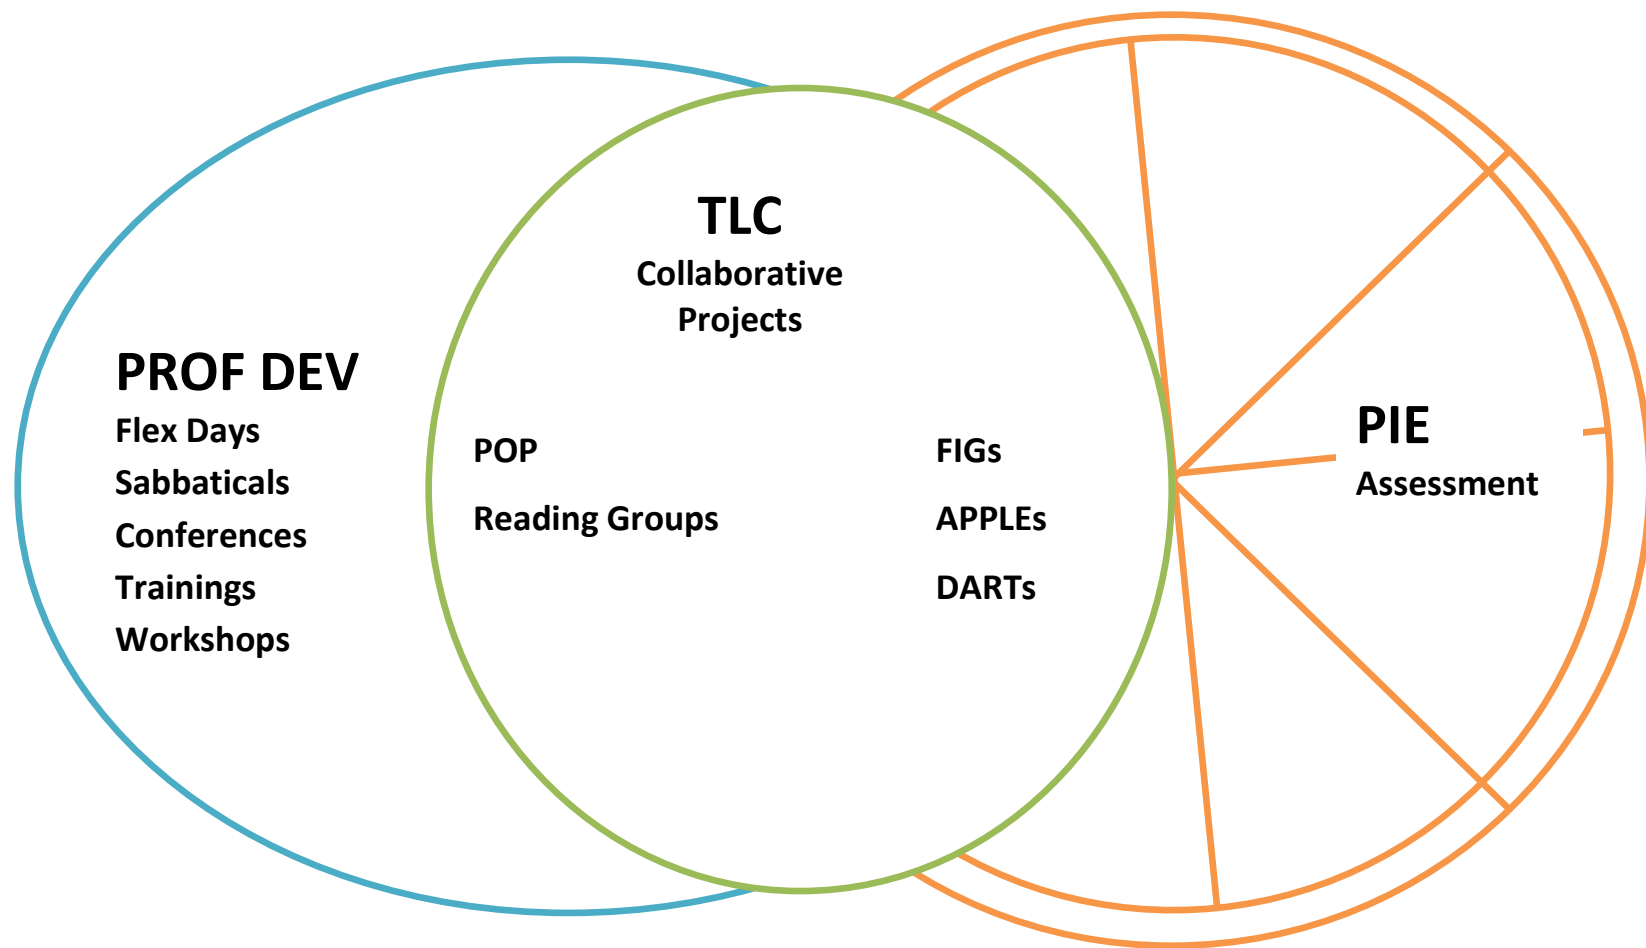 TLC
Collaborative
Projects
PROF DEV
Flex Days
Sabbaticals
Conferences
Trainings
Workshops
POP
Reading Groups
FIGs
APPLEs
DARTs
PIE
Assessment